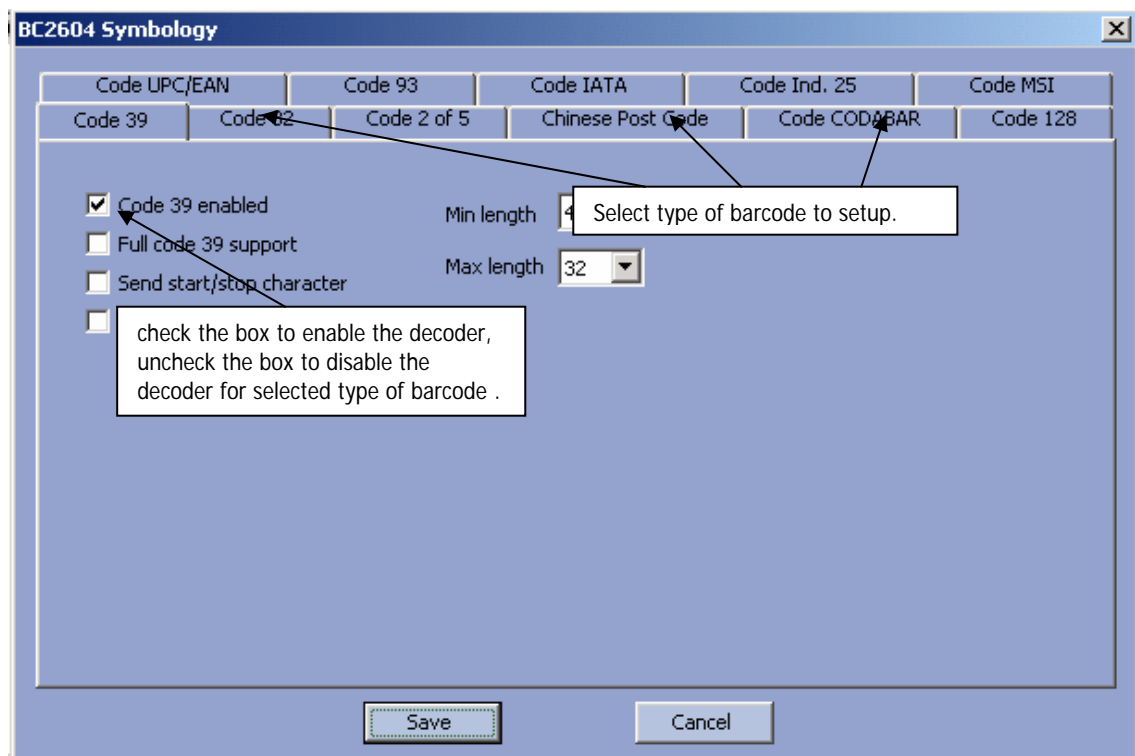 BC2604 Symbology
Code UPC/EAN Code 93 Code IATA Code Ind. 25 Code MSI
Code 39 Code 32 Code 2 of 5 Chinese Post Code Code CODABAR Code 128
Code 39 enabled
Min length 4
Select type of barcode to setup.
Full code 39 support
Max length 32
Send start/stop character
check the box to enable the decoder,
uncheck the box to disable the
decoder for selected type of barcode .
Save Cancel